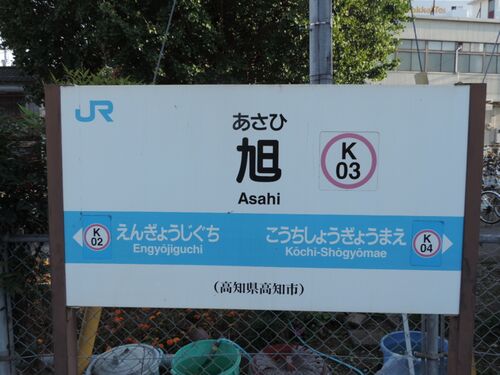 JR
あさひ
旭
Asahi
K
03
K
02
えんぎょうじぐち
Engyōjiguchi
こうちしょうぎょうまえ
Kōchi-Shōgyōmae
K
04
（高知県高知市）